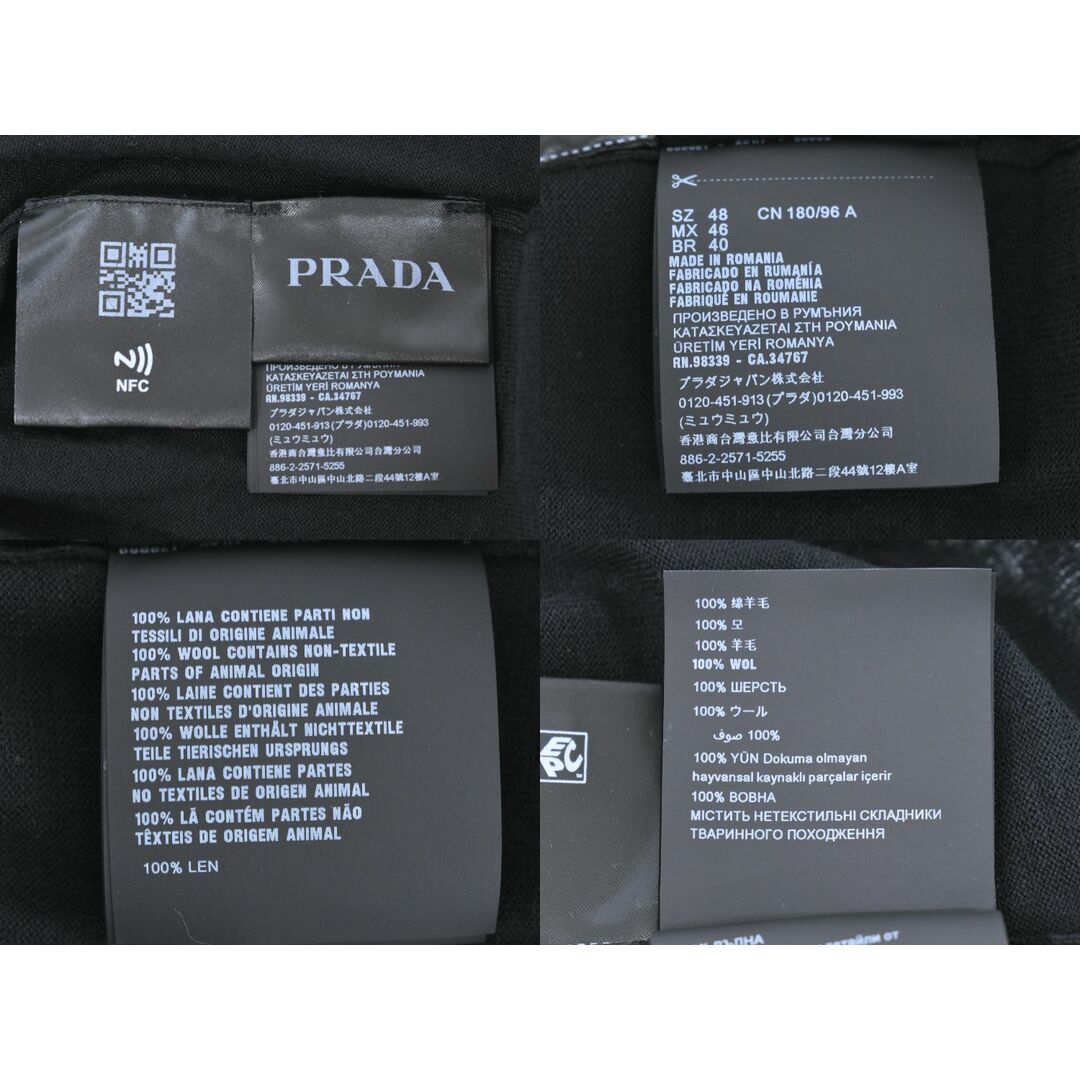 PRADA
NFC
ПРОИЗВЕДЕНО В РУМЪНИЯ
ΚΑΤΑΣΚΕΥΑΖΕΤΑΙ ΣΤΗ ΡΟΥΜΑΝΙΑ
ÜRETİM YERİ ROMANYA
RN.98339 - CA.34767
プラダジャパン株式会社
0120-451-913(プラダ)0120-451-993
(ミュウミュウ)
香港商台灣意比有限公司台灣分公司
886-2-2571-5255
臺北市中山區中山北路二段44號12樓A室
SZ 48 CN 180/96 A
MX 46
BR 40
MADE IN ROMANIA
FABRICADO EN RUMANÍA
FABRICADO NA ROMÊNIA
FABRIQUÉ EN ROUMANIE
ПРОИЗВЕДЕНО В РУМЪНИЯ
ΚΑΤΑΣΚΕΥΑΖΕΤΑΙ ΣΤΗ ΡΟΥΜΑΝΙΑ
ÜRETİM YERİ ROMANYA
RN.98339 - CA.34767
プラダジャパン株式会社
0120-451-913(プラダ)0120-451-993
(ミュウミュウ)
香港商台灣意比有限公司台灣分公司
886-2-2571-5255
臺北市中山區中山北路二段44號12樓A室
100% LANA CONTIENE PARTI NON
TESSILI DI ORIGINE ANIMALE
100% WOOL CONTAINS NON-TEXTILE
PARTS OF ANIMAL ORIGIN
100% LAINE CONTIENT DES PARTIES
NON TEXTILES D'ORIGINE ANIMALE
100% WOLLE ENTHÄLT NICHTTEXTILE
TEILE TIERISCHEN URSPRUNGS
100% LANA CONTIENE PARTES
NO TEXTILES DE ORIGEN ANIMAL
100% LÃ CONTÉM PARTES NÃO
TÊXTEIS DE ORIGEM ANIMAL
100% LEN
100% 绵羊毛
100% 모
100% 羊毛
100% WOL
100% ШЕРСТЬ
100% ウール
100% صوف
100% YÜN Dokuma olmayan
hayvansal kaynaklı parçalar içerir
100% ВОВНА
МІСТИТЬ НЕТЕКСТИЛЬНІ СКЛАДНИКИ
ТВАРИННОГО ПОХОДЖЕННЯ
EPC